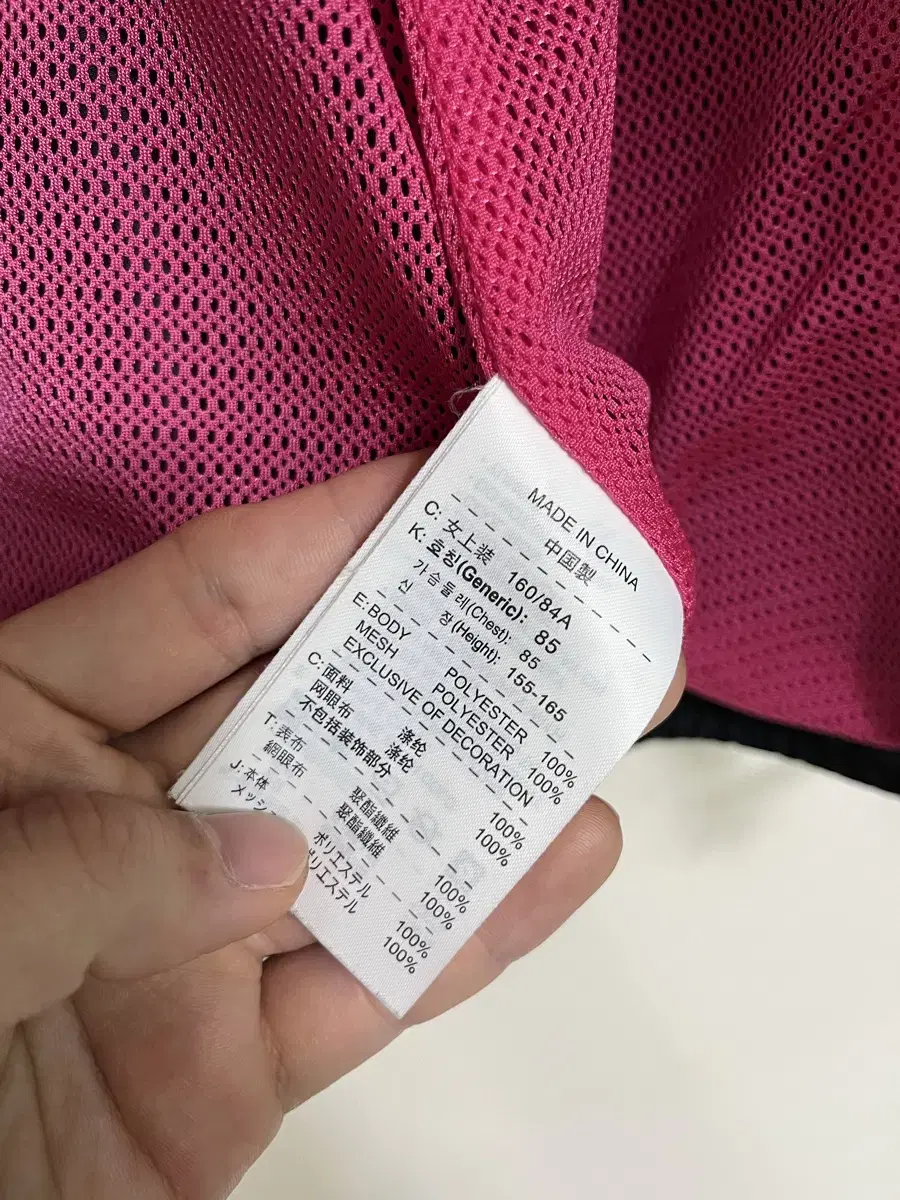 MADE IN CHINA
中国製
C: 女上装 160/84A
K: 호칭(Generic): 85
가슴둘레(Chest): 85
신 장(Height): 155-165
E:BODY POLYESTER 100%
MESH POLYESTER 100%
EXCLUSIVE OF DECORATION
C:面料 涤纶 100%
网眼布 涤纶 100%
不包括装饰部分
T:表布 聚酯纖維 100%
網眼布 聚酯纖維 100%
J:本体 ポリエステル 100%
メッシ ポリエステル 100%